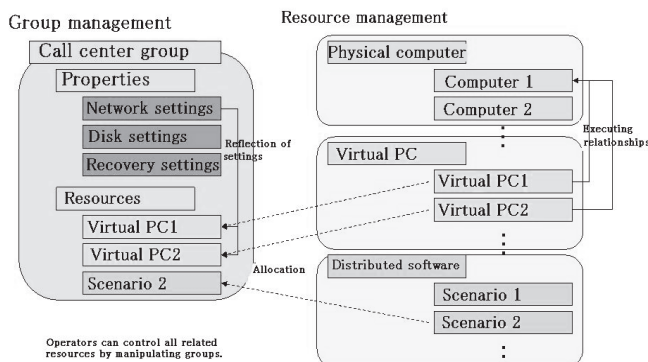 Group management
Call center group
Properties
Network settings
Disk settings
Recovery settings
Reflection of
settings
Resources
Virtual PC1
Virtual PC2
Scenario 2
Allocation
Operators can control all related
resources by manipulating groups.
Resource management
Physical computer
Computer 1
Computer 2
Executing
relationships
Virtual PC
Virtual PC1
Virtual PC2
Distributed software
Scenario 1
Scenario 2